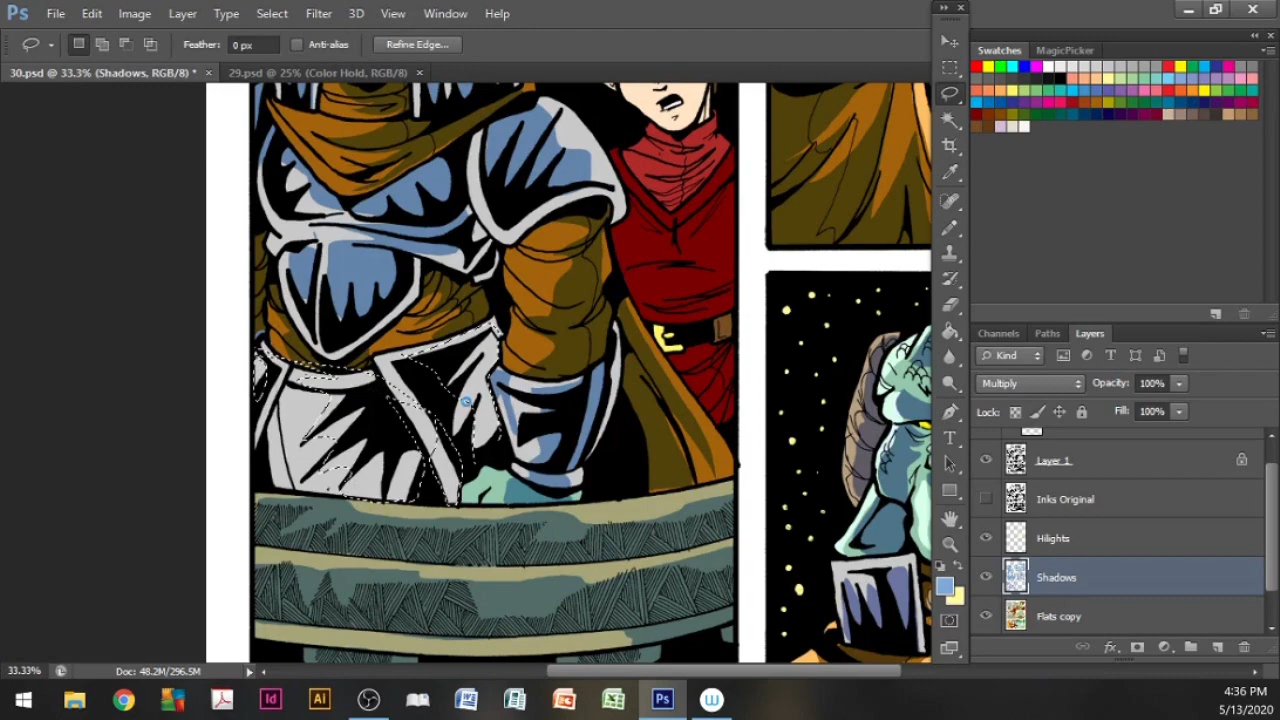 Ps File Edit Image Layer Type Select Filter 3D View Window Help
Feather: 0 px Anti-alias Refine Edge...
30.psd @ 33.3% (Shadows, RGB/8) * × 29.psd @ 25% (Color Hold, RGB/8) ×
Swatches MagicPicker
Channels Paths Layers
Kind
Multiply Opacity: 100%
Lock: Fill: 100%
Layer 1
Inks Original
Hilights
Shadows
Flats copy
33.33% Doc: 48.2M/296.5M
4:36 PM
5/13/2020